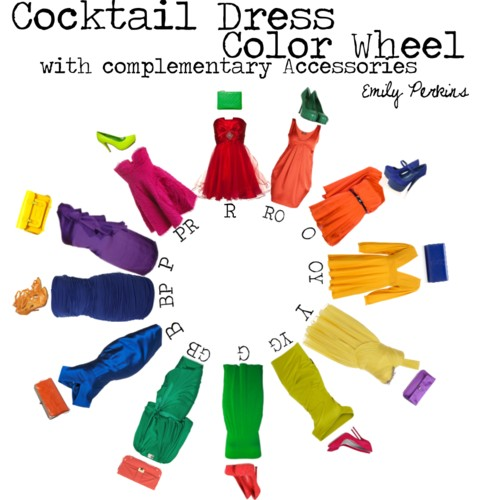 Cocktail Dress
Color Wheel
with complementary Accessories
Emily Perkins
R
RO
O
OY
Y
YG
G
GB
B
BP
P
PR